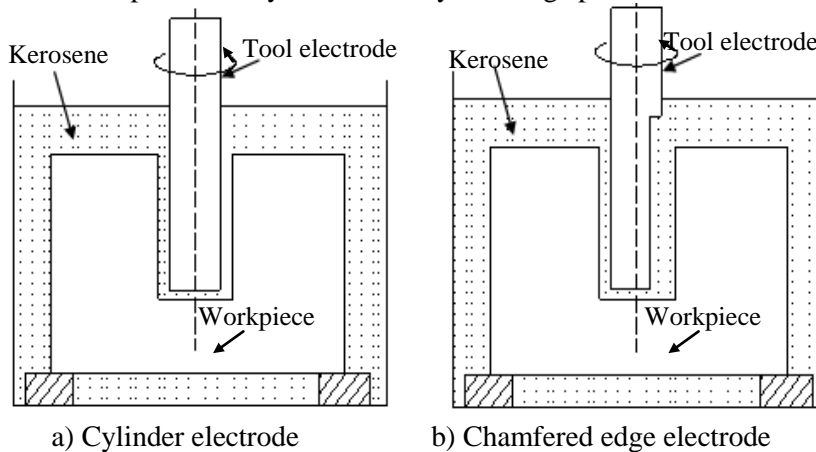 Tool electrode
Kerosene
Workpiece
a) Cylinder electrode
Tool electrode
Kerosene
Workpiece
b) Chamfered edge electrode